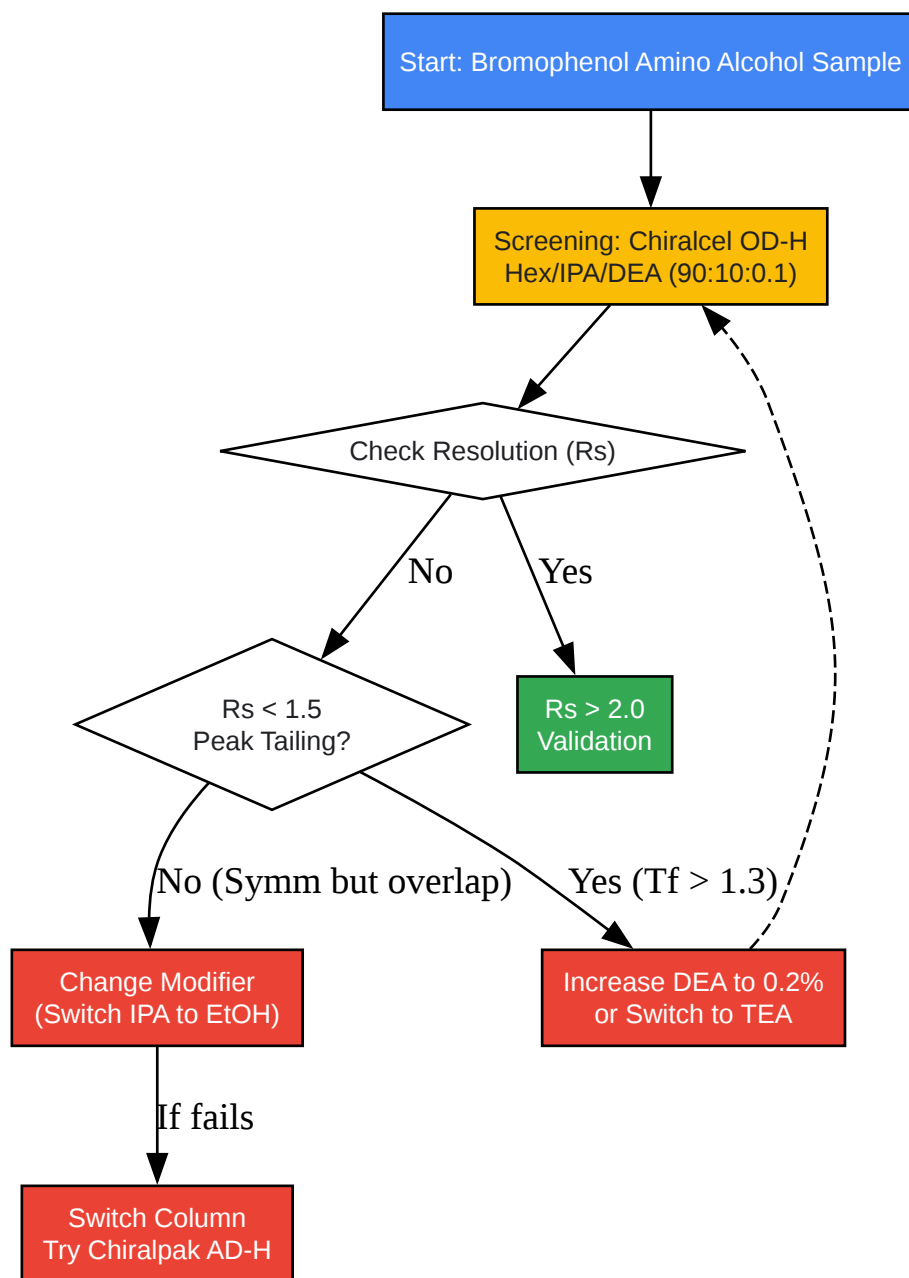 Start: Bromophenol Amino Alcohol Sample
Screening: Chiralcel OD-H
Hex/IPA/DEA (90:10:0.1)
Check Resolution (Rs)
No
Yes
Rs < 1.5
Peak Tailing?
Rs > 2.0
Validation
No (Symm but overlap)
Yes (Tf > 1.3)
Change Modifier
(Switch IPA to EtOH)
Increase DEA to 0.2%
or Switch to TEA
If fails
Switch Column
Try Chiralpak AD-H